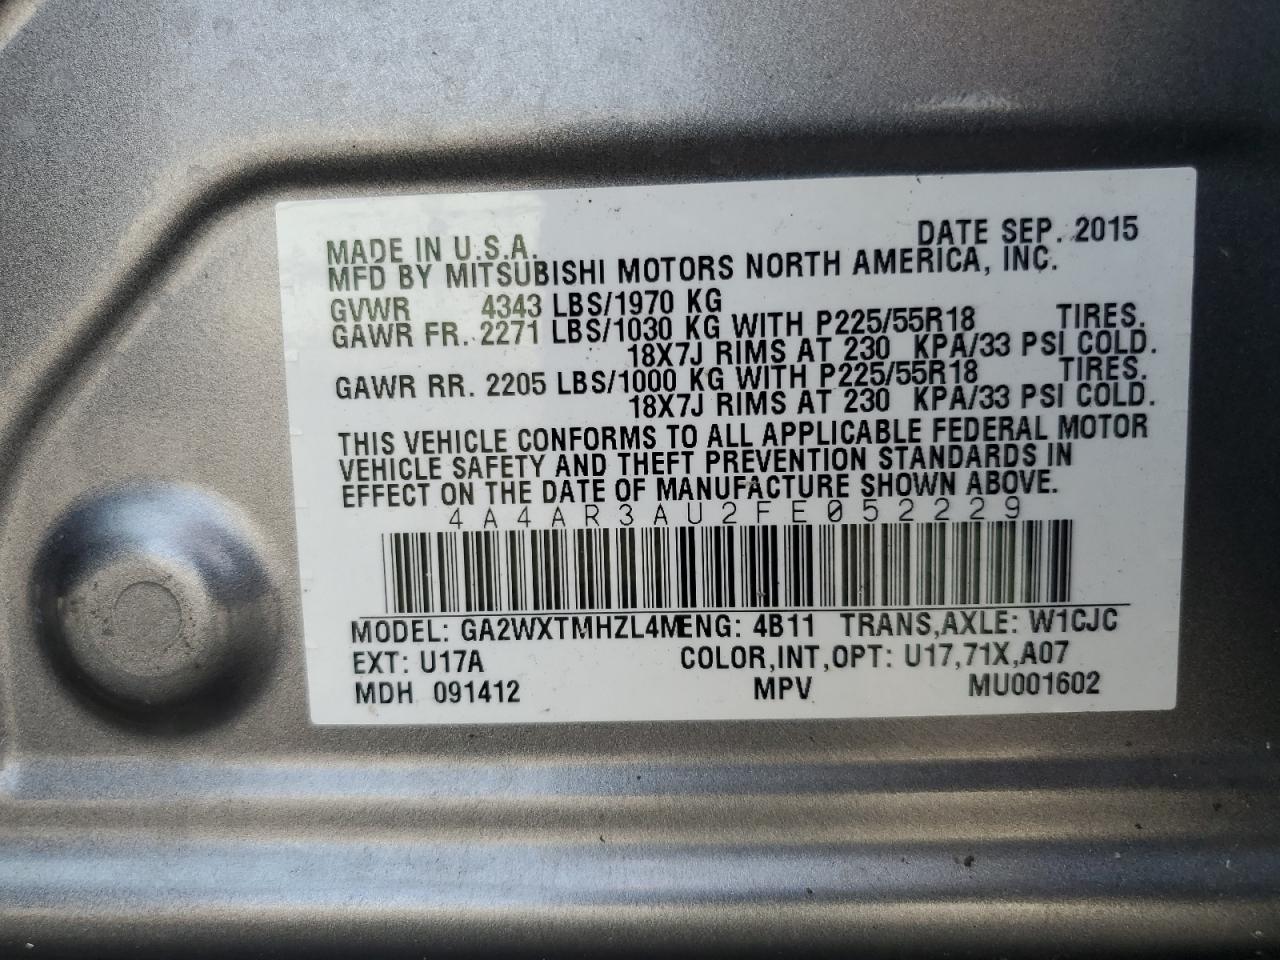 DATE SEP. 2015
MADE IN U.S.A.
MFD BY MITSUBISHI MOTORS NORTH AMERICA, INC.
GVWR 4343 LBS/1970 KG
GAWR FR. 2271 LBS/1030 KG WITH P225/55R18 TIRES.
18X7J RIMS AT 230 KPA/33 PSI COLD.
GAWR RR. 2205 LBS/1000 KG WITH P225/55R18 TIRES.
18X7J RIMS AT 230 KPA/33 PSI COLD.
THIS VEHICLE CONFORMS TO ALL APPLICABLE FEDERAL MOTOR
VEHICLE SAFETY AND THEFT PREVENTION STANDARDS IN
EFFECT ON THE DATE OF MANUFACTURE SHOWN ABOVE.
4A4AR3AU2FE052229
MODEL: GA2WXTMHZL4M ENG: 4B11 TRANS,AXLE: W1CJC
EXT: U17A COLOR,INT,OPT: U17,71X,A07
MDH 091412 MPV MU001602